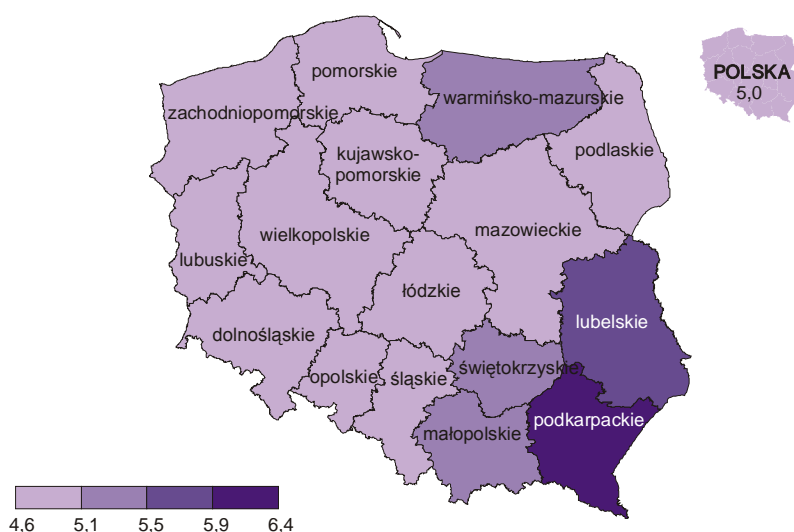 pomorskie
POLSKA
5,0
zachodniopomorskie
warmińsko-mazurskie
kujawsko-
pomorskie
podlaskie
lubuskie
wielkopolskie
mazowieckie
łódzkie
lubelskie
dolnośląskie
opolskie
śląskie
świętokrzyskie
małopolskie
podkarpackie
4,6 5,1 5,5 5,9 6,4